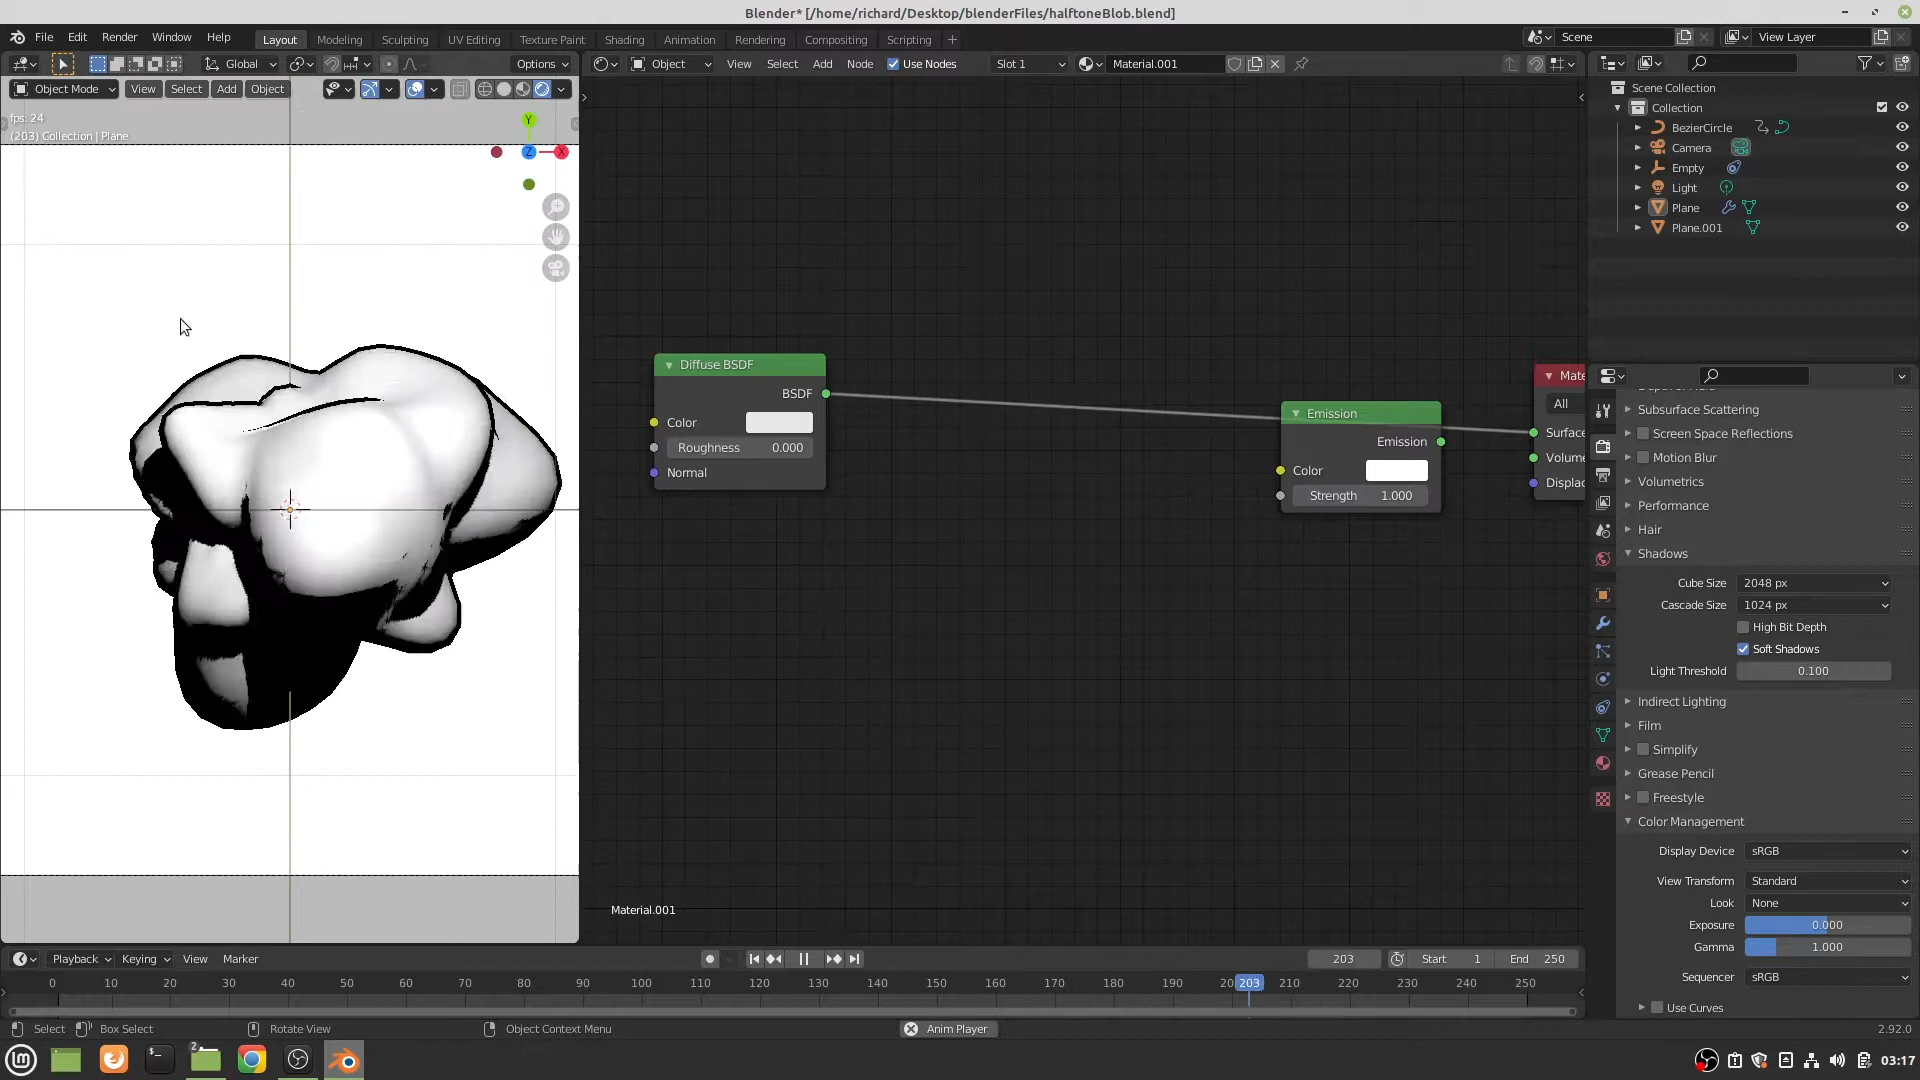 Blender* [/home/richard/Desktop/blenderFiles/halftoneBlob.blend]
File Edit Render Window Help
Layout Modeling Sculpting UV Editing Texture Paint Shading Animation Rendering Compositing Scripting +
Scene
View Layer
Global
Options
Object View Select Add Node Use Nodes Slot 1 Material.001
Object Mode View Select Add Object
fps: 24
(203) Collection | Plane
Y
Z
X
Scene Collection
Collection
BezierCircle
Camera
Empty
Light
Plane
Plane.001
Diffuse BSDF
BSDF
Color
Roughness 0.000
Normal
Emission
Emission
Color
Strength 1.000
Mate
All
Surface
Volume
Displac
Material.001
Subsurface Scattering
Screen Space Reflections
Motion Blur
Volumetrics
Performance
Hair
Shadows
Cube Size 2048 px
Cascade Size 1024 px
High Bit Depth
Soft Shadows
Light Threshold 0.100
Indirect Lighting
Film
Simplify
Grease Pencil
Freestyle
Color Management
Display Device sRGB
View Transform Standard
Look None
Exposure 0.000
Gamma 1.000
Sequencer sRGB
Use Curves
Playback Keying View Marker
203 Start 1 End 250
0 10 20 30 40 50 60 70 80 90 100 110 120 130 140 150 160 170 180 190 20 203 210 220 230 240 250
Select Box Select Rotate View Object Context Menu Anim Player 2.92.0
2
03:17